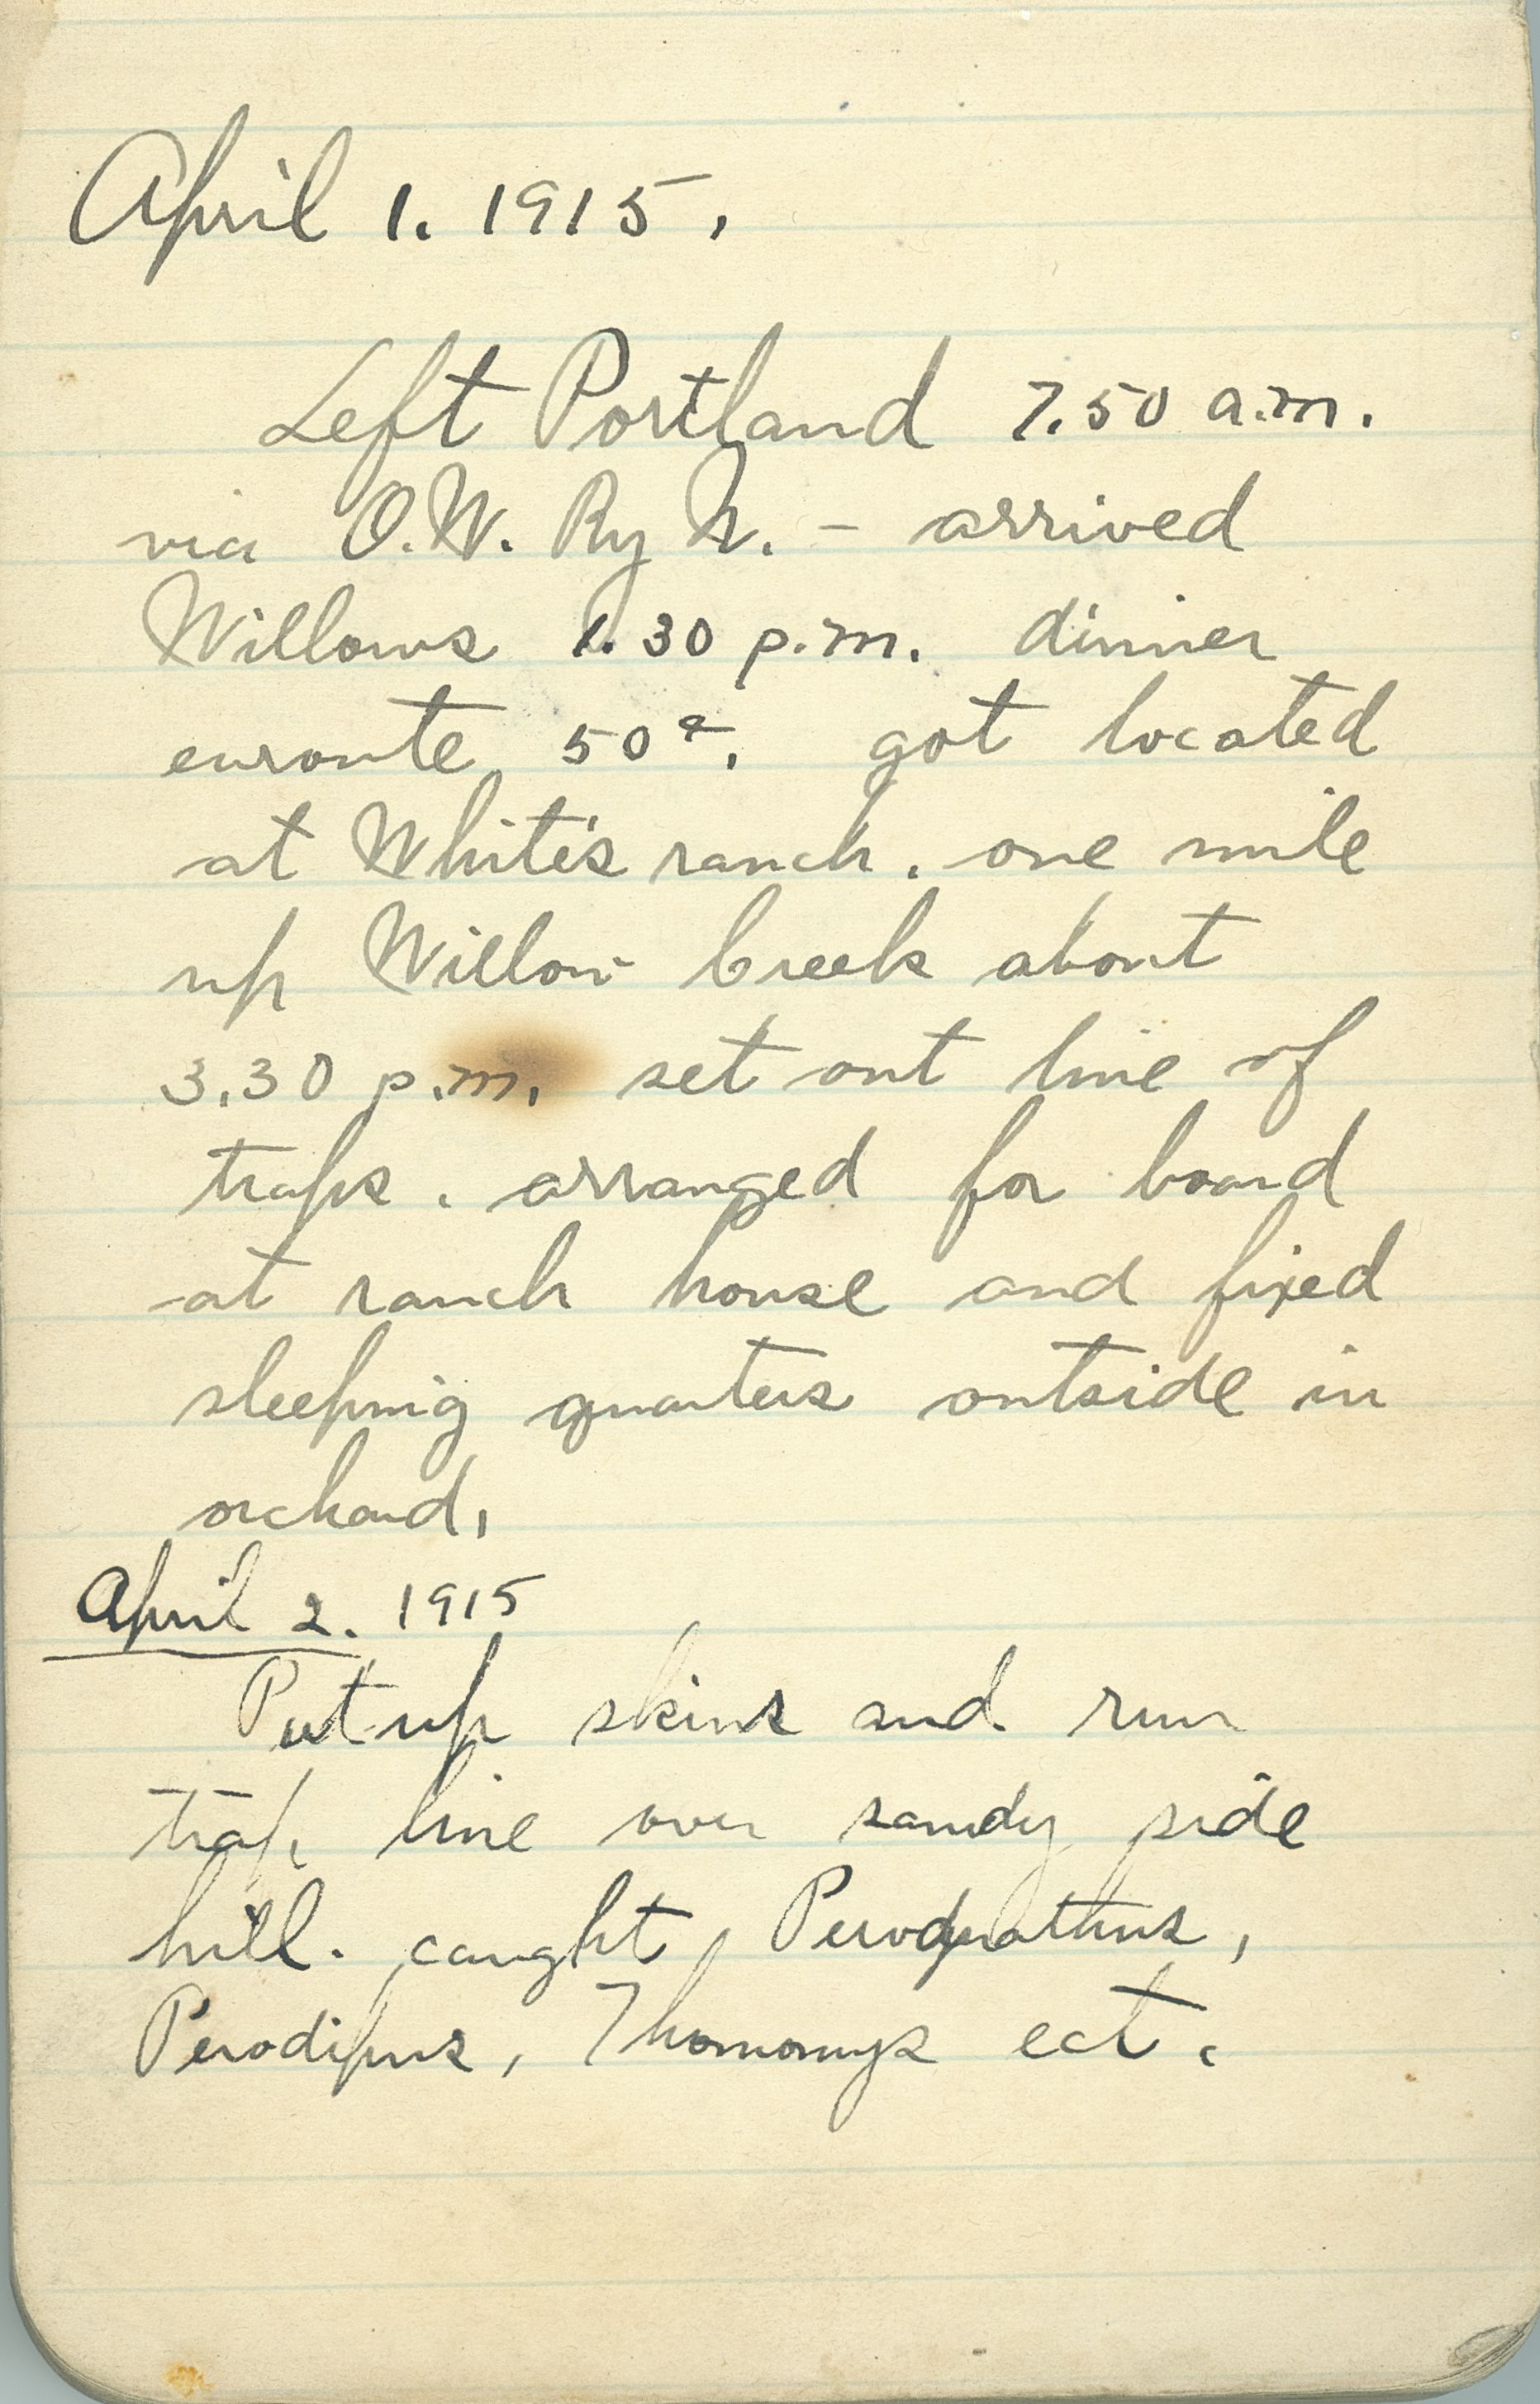 April 1. 1915.
Left Portland 7.50 a.m.
via O.W. Ry N. - arrived
Willows 1.30 p.m. dinner
enroute 50¢. got located
at White's ranch. one mile
up Willow Creek about
3.30 p.m. set out line of
traps. arranged for board
at ranch house and fixed
sleeping quarters outside in
orchard.
April 2. 1915
Put up skins and run
trap line over sandy side
hill. caught Perognathus,
Perodipus, Thomomys ect.